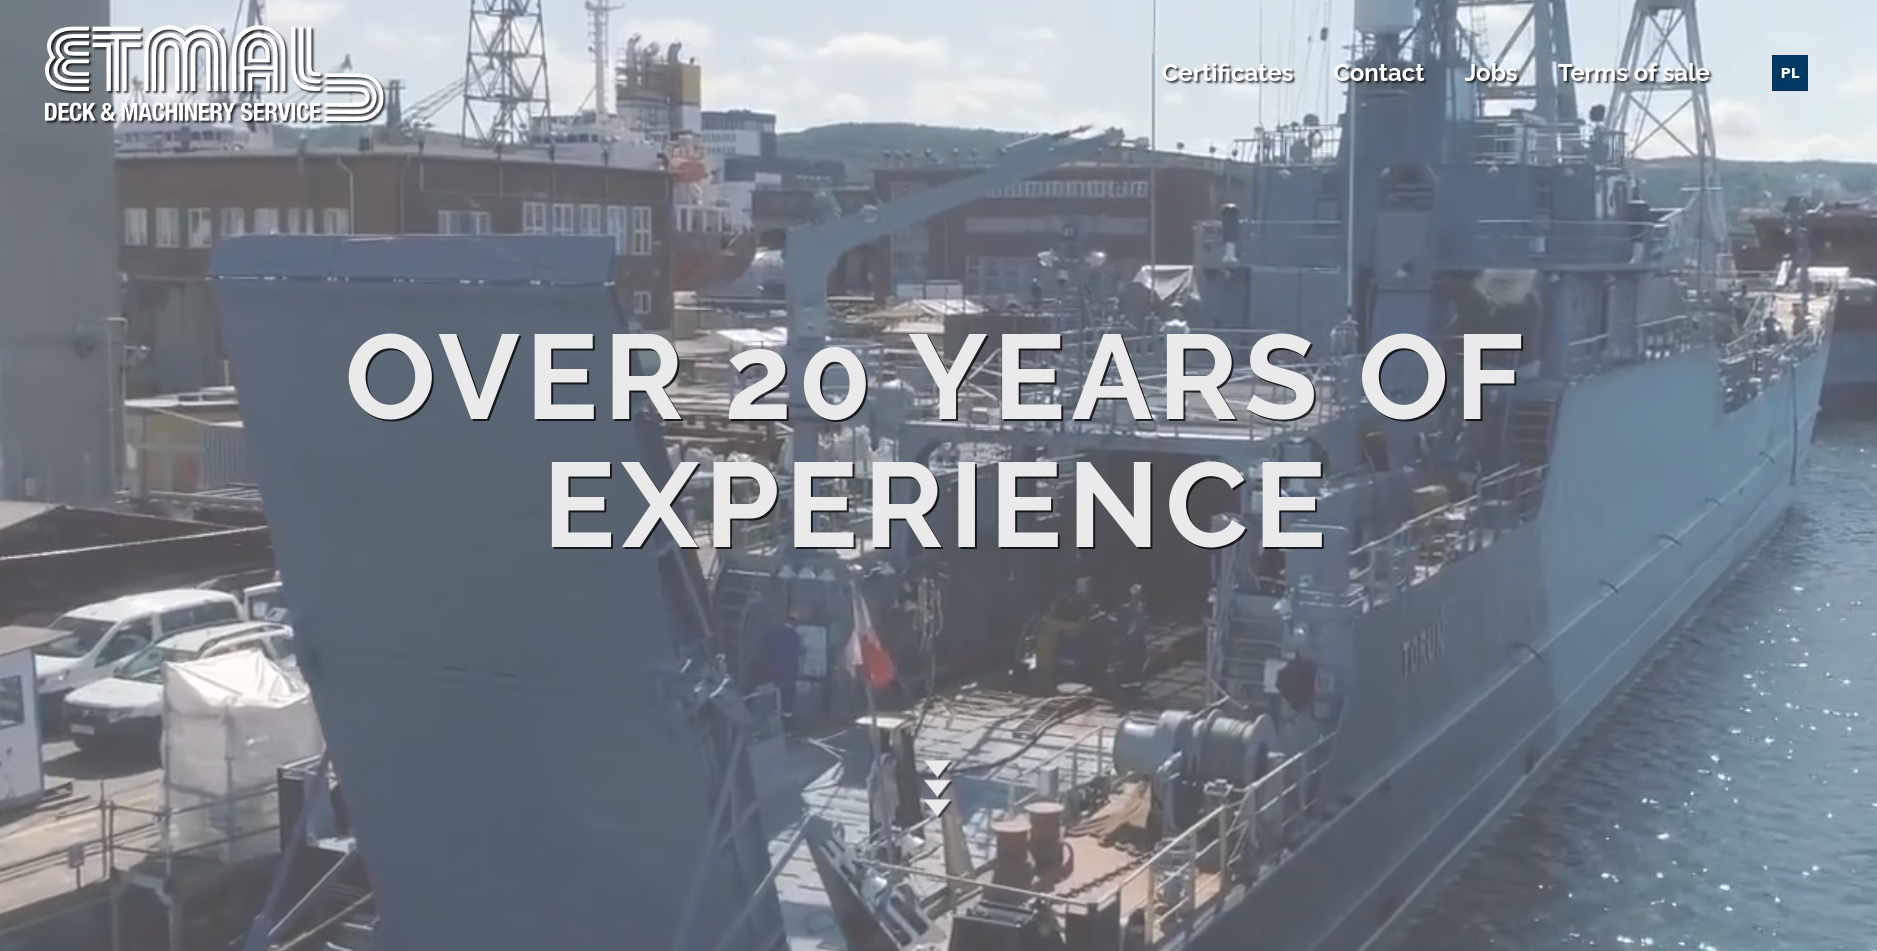 ETMAL
DECK & MACHINERY SERVICE
Certificates
Contact
Jobs
Terms of sale
PL
OVER 20 YEARS OF
EXPERIENCE
TORUŃ